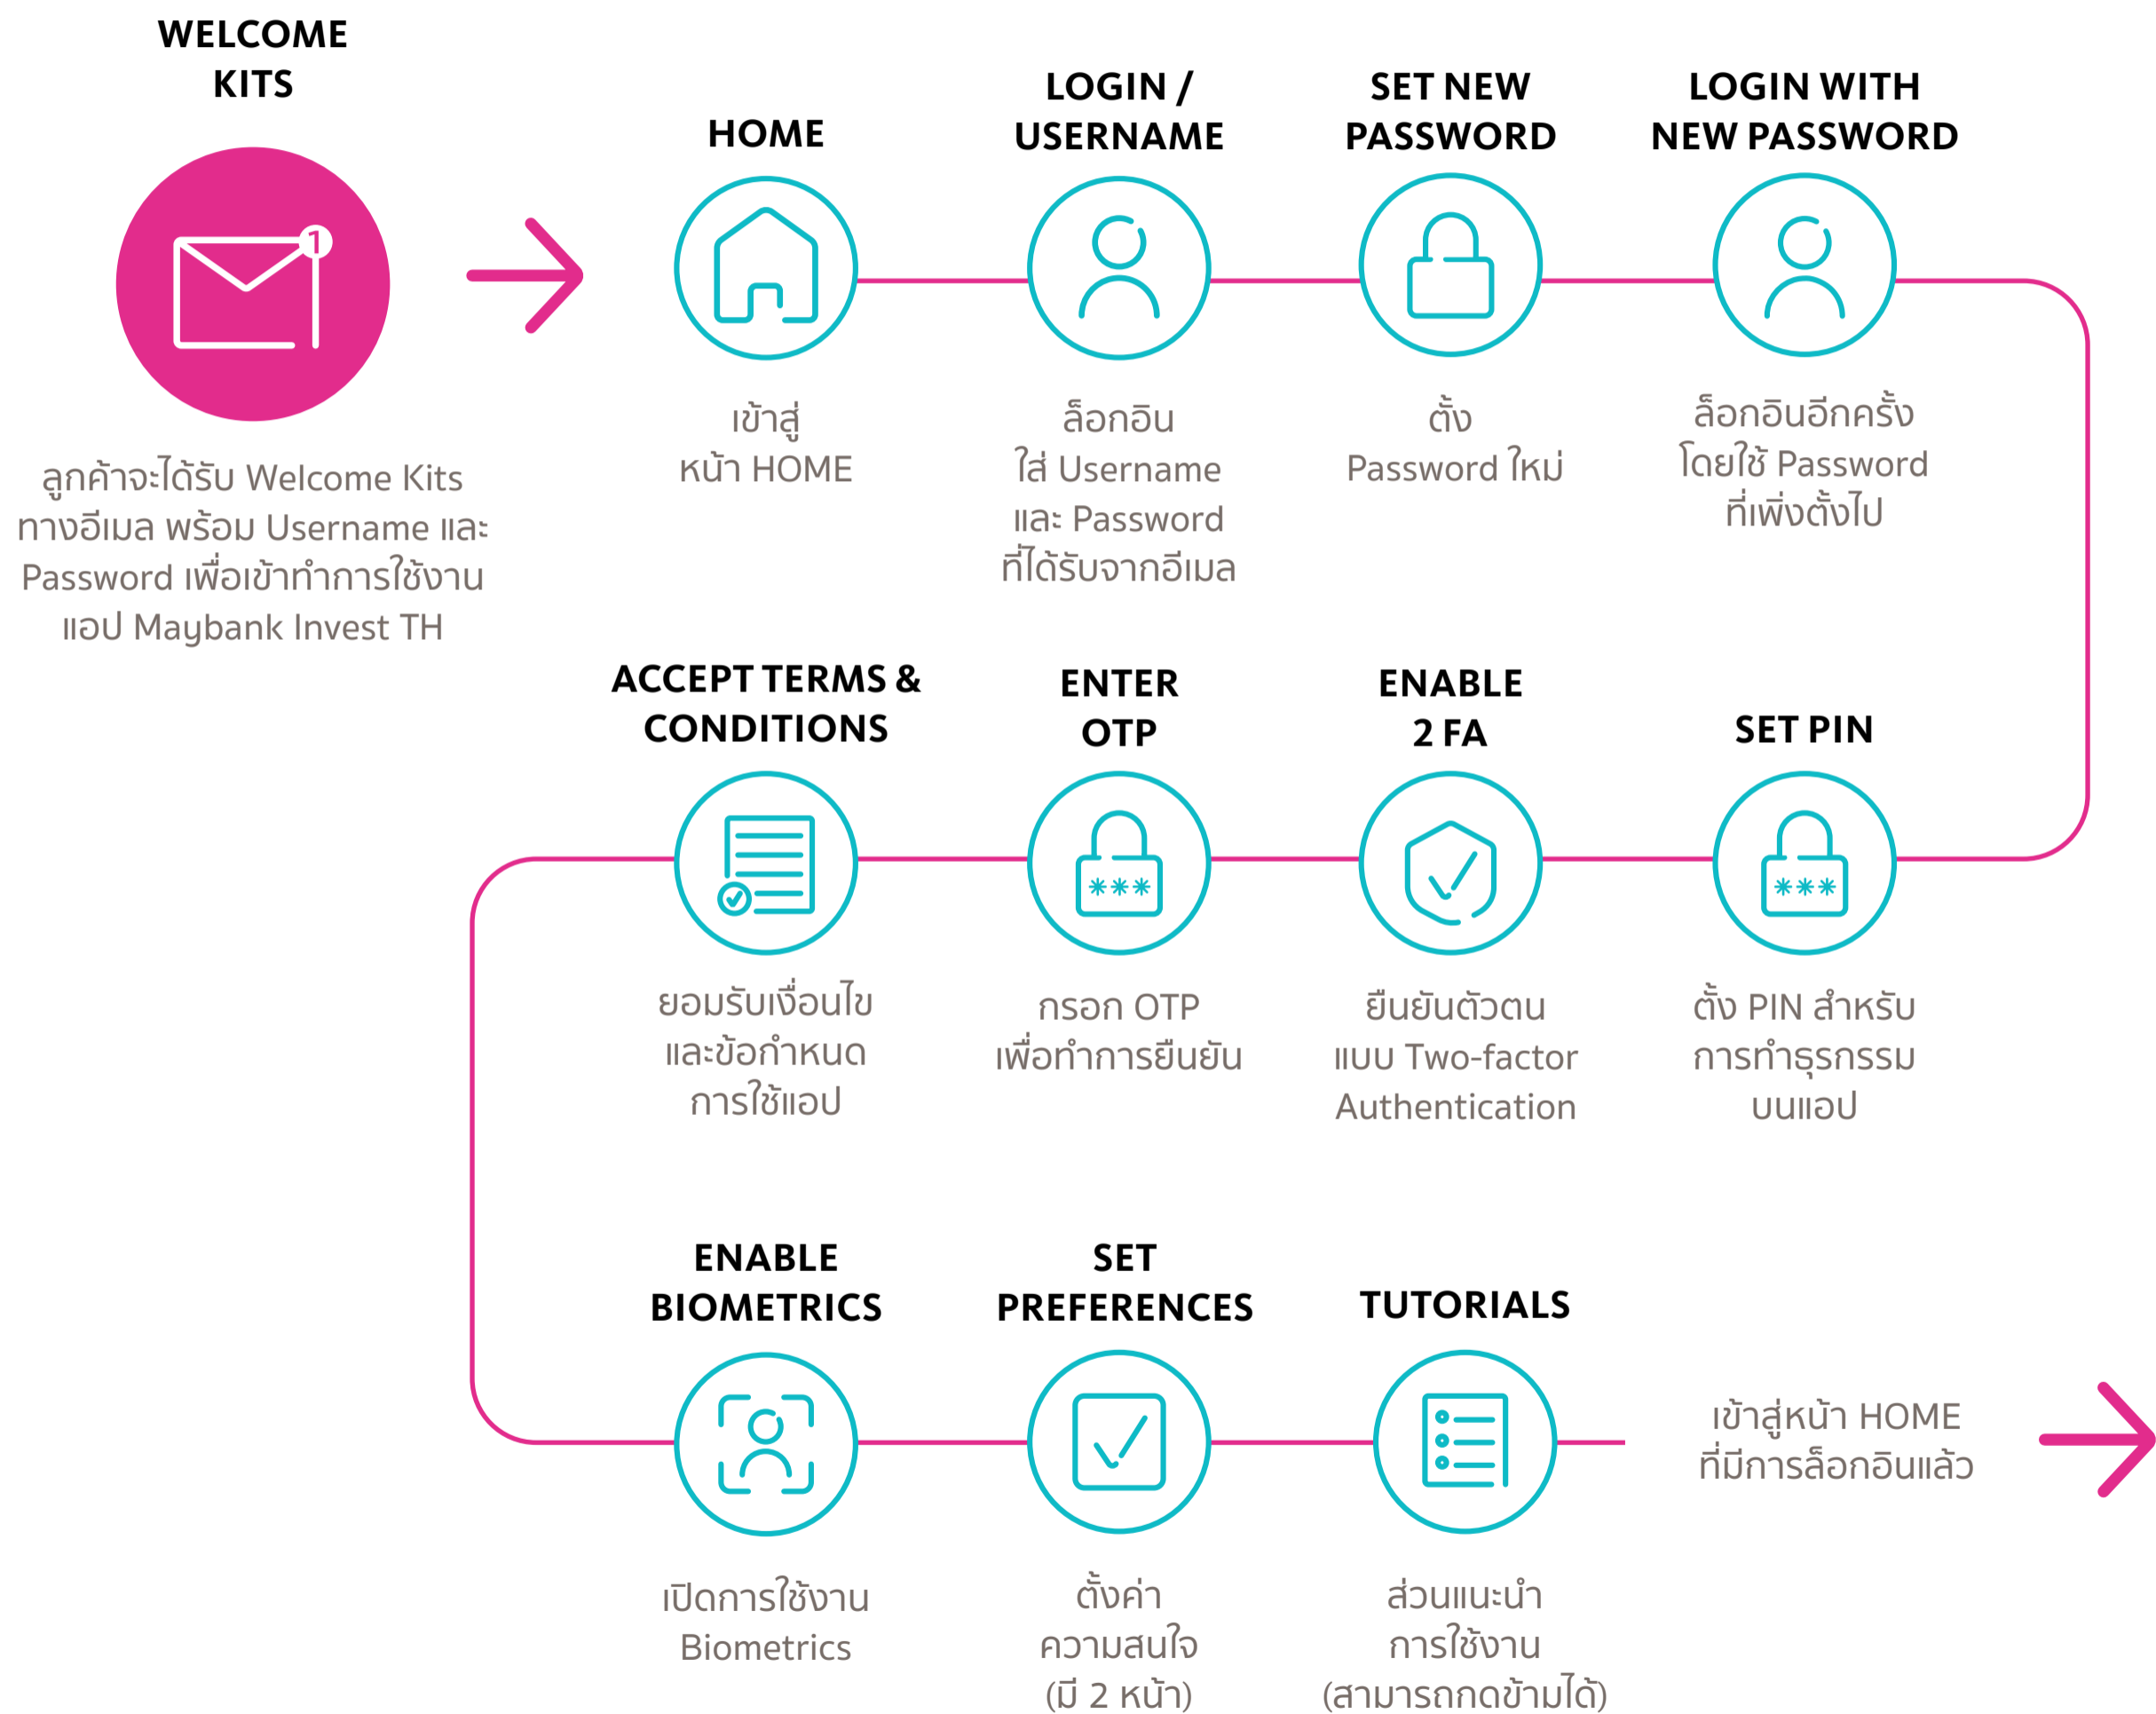 WELCOME
KITS
ลูกค้าจะได้รับ Welcome Kits
ทางอีเมล พร้อม Username และ
Password เพื่อเข้าทำการใช้งาน
แอป Maybank Invest TH
HOME
เข้าสู่
หน้า HOME
LOGIN /
USERNAME
ล็อกอิน
ใส่ Username
และ Password
ที่ได้รับจากอีเมล
SET NEW
PASSWORD
ตั้ง
Password ใหม่
LOGIN WITH
NEW PASSWORD
ล็อกอินอีกครั้ง
โดยใช้ Password
ที่เพิ่งตั้งไป
SET PIN
ตั้ง PIN สำหรับ
การทำธุรกรรม
บนแอป
ENABLE
2 FA
ยืนยันตัวตน
แบบ Two-factor
Authentication
ENTER
OTP
กรอก OTP
เพื่อทำการยืนยัน
ACCEPT TERMS &
CONDITIONS
ยอมรับเงื่อนไข
และข้อกำหนด
การใช้แอป
ENABLE
BIOMETRICS
เปิดการใช้งาน
Biometrics
SET
PREFERENCES
ตั้งค่า
ความสนใจ
(มี 2 หน้า)
TUTORIALS
ส่วนแนะนำ
การใช้งาน
(สามารถกดข้ามได้)
เข้าสู่หน้า HOME
ที่มีการล็อกอินแล้ว